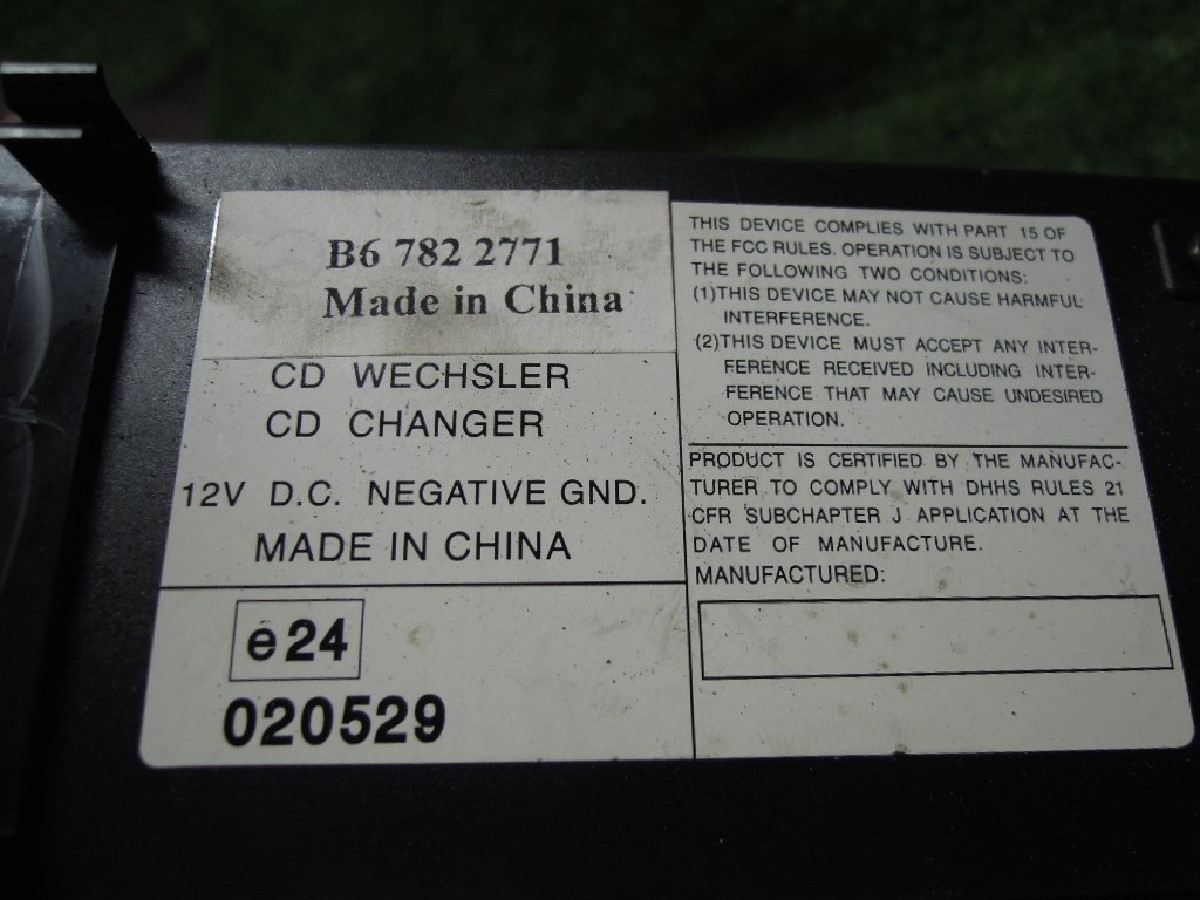 B6 782 2771
Made in China
CD WECHSLER
CD CHANGER
12V D.C. NEGATIVE GND.
MADE IN CHINA
e24
020529
THIS DEVICE COMPLIES WITH PART 15 OF
THE FCC RULES. OPERATION IS SUBJECT TO
THE FOLLOWING TWO CONDITIONS:
(1)THIS DEVICE MAY NOT CAUSE HARMFUL
INTERFERENCE.
(2)THIS DEVICE MUST ACCEPT ANY INTER-
FERENCE RECEIVED INCLUDING INTER-
FERENCE THAT MAY CAUSE UNDESIRED
OPERATION.
PRODUCT IS CERTIFIED BY THE MANUFAC-
TURER TO COMPLY WITH DHHS RULES 21
CFR SUBCHAPTER J APPLICATION AT THE
DATE OF MANUFACTURE.
MANUFACTURED: